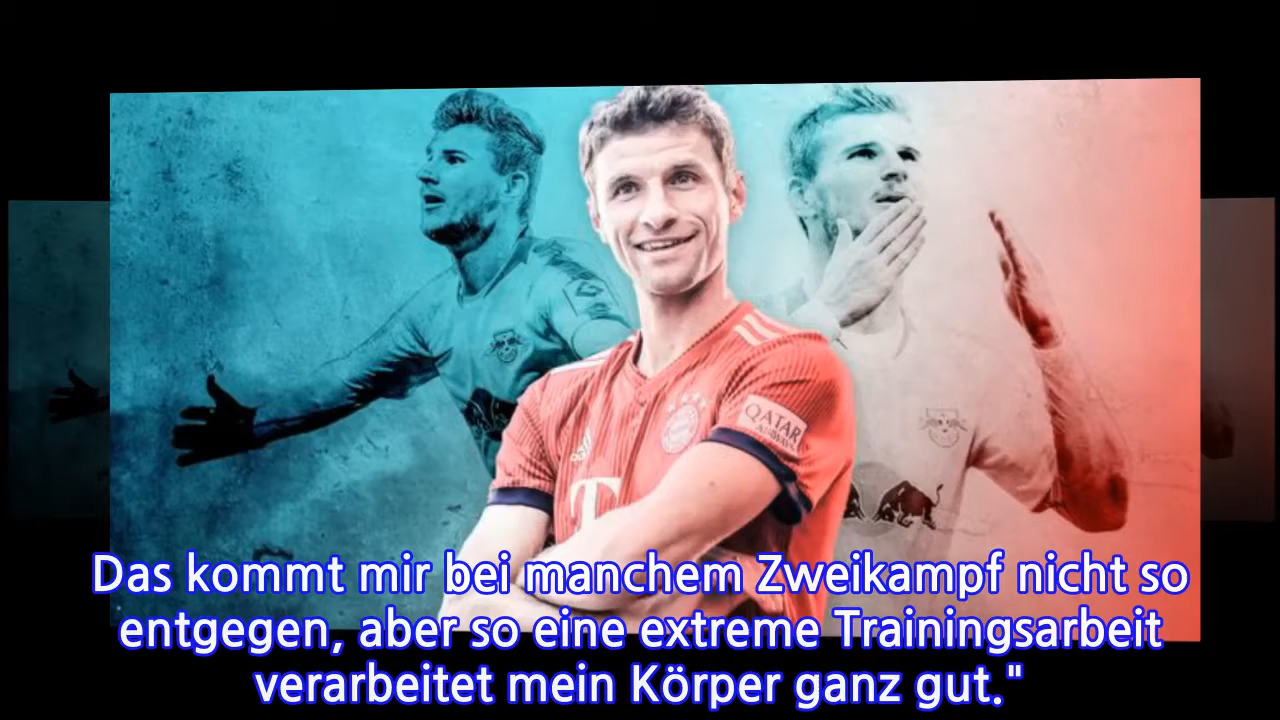 QATAR
T
Das kommt mir bei manchem Zweikampf nicht so
entgegen, aber so eine extreme Trainingsarbeit
verarbeitet mein Körper ganz gut."